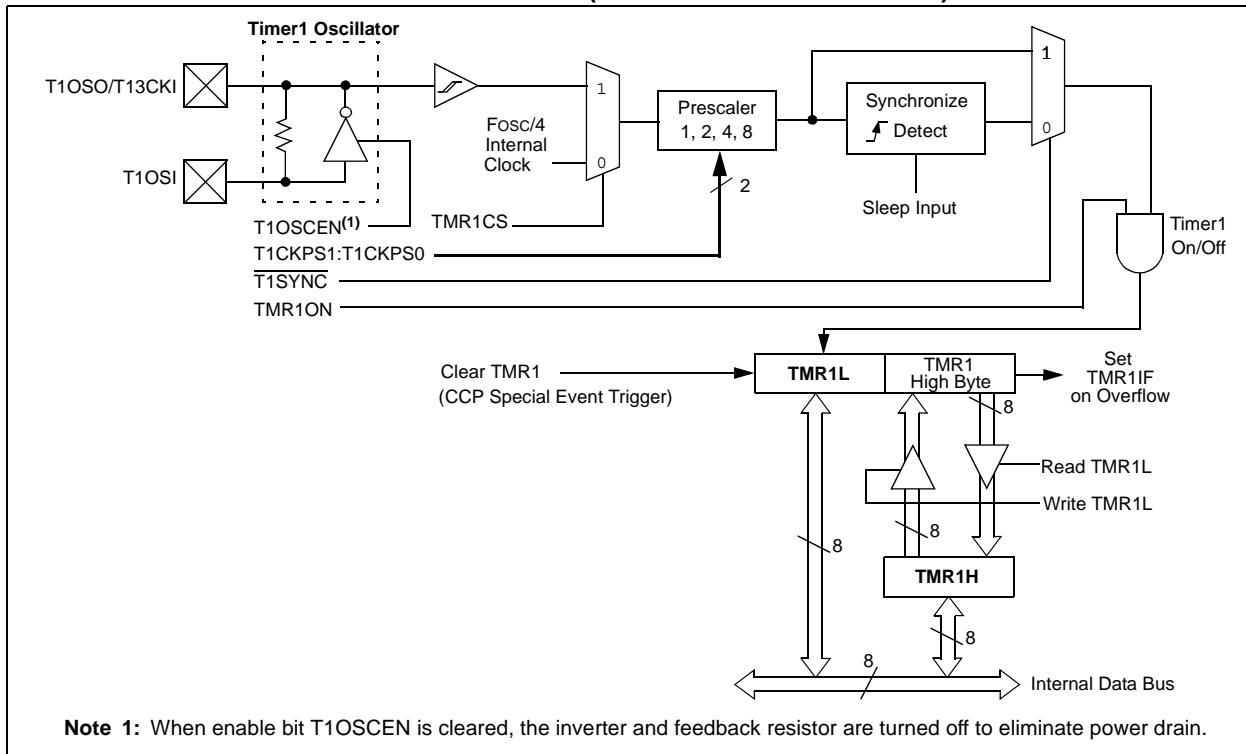 Timer1 Oscillator
T1OSO/T13CKI
T1OSI
1
FOSC/4
Internal
Clock
0
Prescaler
1, 2, 4, 8
Synchronize
Detect
1
0
2
Sleep Input
T1OSCEN(1)
TMR1CS
T1CKPS1:T1CKPS0
T1SYNC
TMR1ON
Timer1
On/Off
Clear TMR1
(CCP Special Event Trigger)
TMR1L
TMR1
High Byte
Set
TMR1IF
on Overflow
8
Read TMR1L
Write TMR1L
8
8
TMR1H
8
8
Internal Data Bus
Note 1: When enable bit T1OSCEN is cleared, the inverter and feedback resistor are turned off to eliminate power drain.